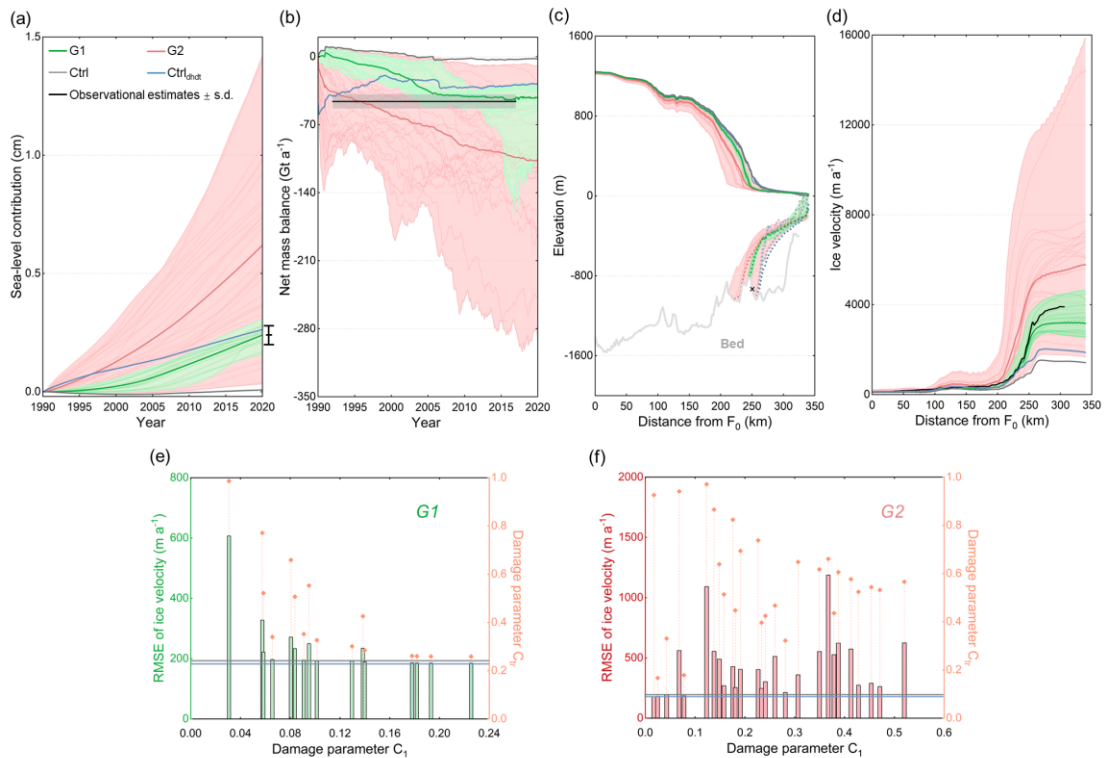 (a)
1.5
1.0
0.5
0.0
Sea-level contribution (cm)
G1
G2
Ctrl
Ctrl_dhdt
Observational estimates ± s.d.
1990
2000
2010
2020
Year
(b)
0
-70
-140
-210
-280
-350
Net mass balance (Gt a⁻¹)
1990
1995
2000
2005
2010
2015
2020
Year
(c)
1600
800
0
-800
-1600
Elevation (m)
Bed
0
50
100
150
200
250
300
350
Distance from F₀ (km)
(d)
16000
12000
8000
4000
0
Ice velocity (m a⁻¹)
0
50
100
150
200
250
300
350
Distance from F₀ (km)
(e)
800
600
400
200
0
RMSE of ice velocity (m a⁻¹)
G1
1.0
0.8
0.6
0.4
0.2
0.0
Damage parameter Cₜᵣ
0.00
0.04
0.08
0.12
0.16
0.20
0.24
Damage parameter C₁
(f)
2000
1500
1000
500
0
RMSE of ice velocity (m a⁻¹)
G2
1.0
0.8
0.6
0.4
0.2
0.0
Damage parameter Cₜᵣ
0.0
0.1
0.2
0.3
0.4
0.5
0.6
Damage parameter C₁